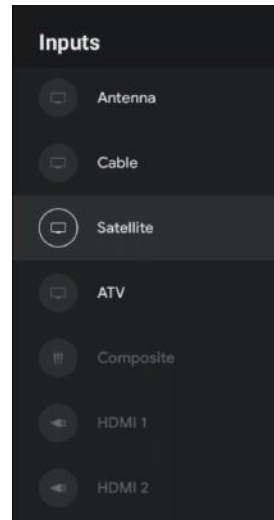 Inputs
Antenna
Cable
Satellite
ATV
Composite
HDMI 1
HDMI 2